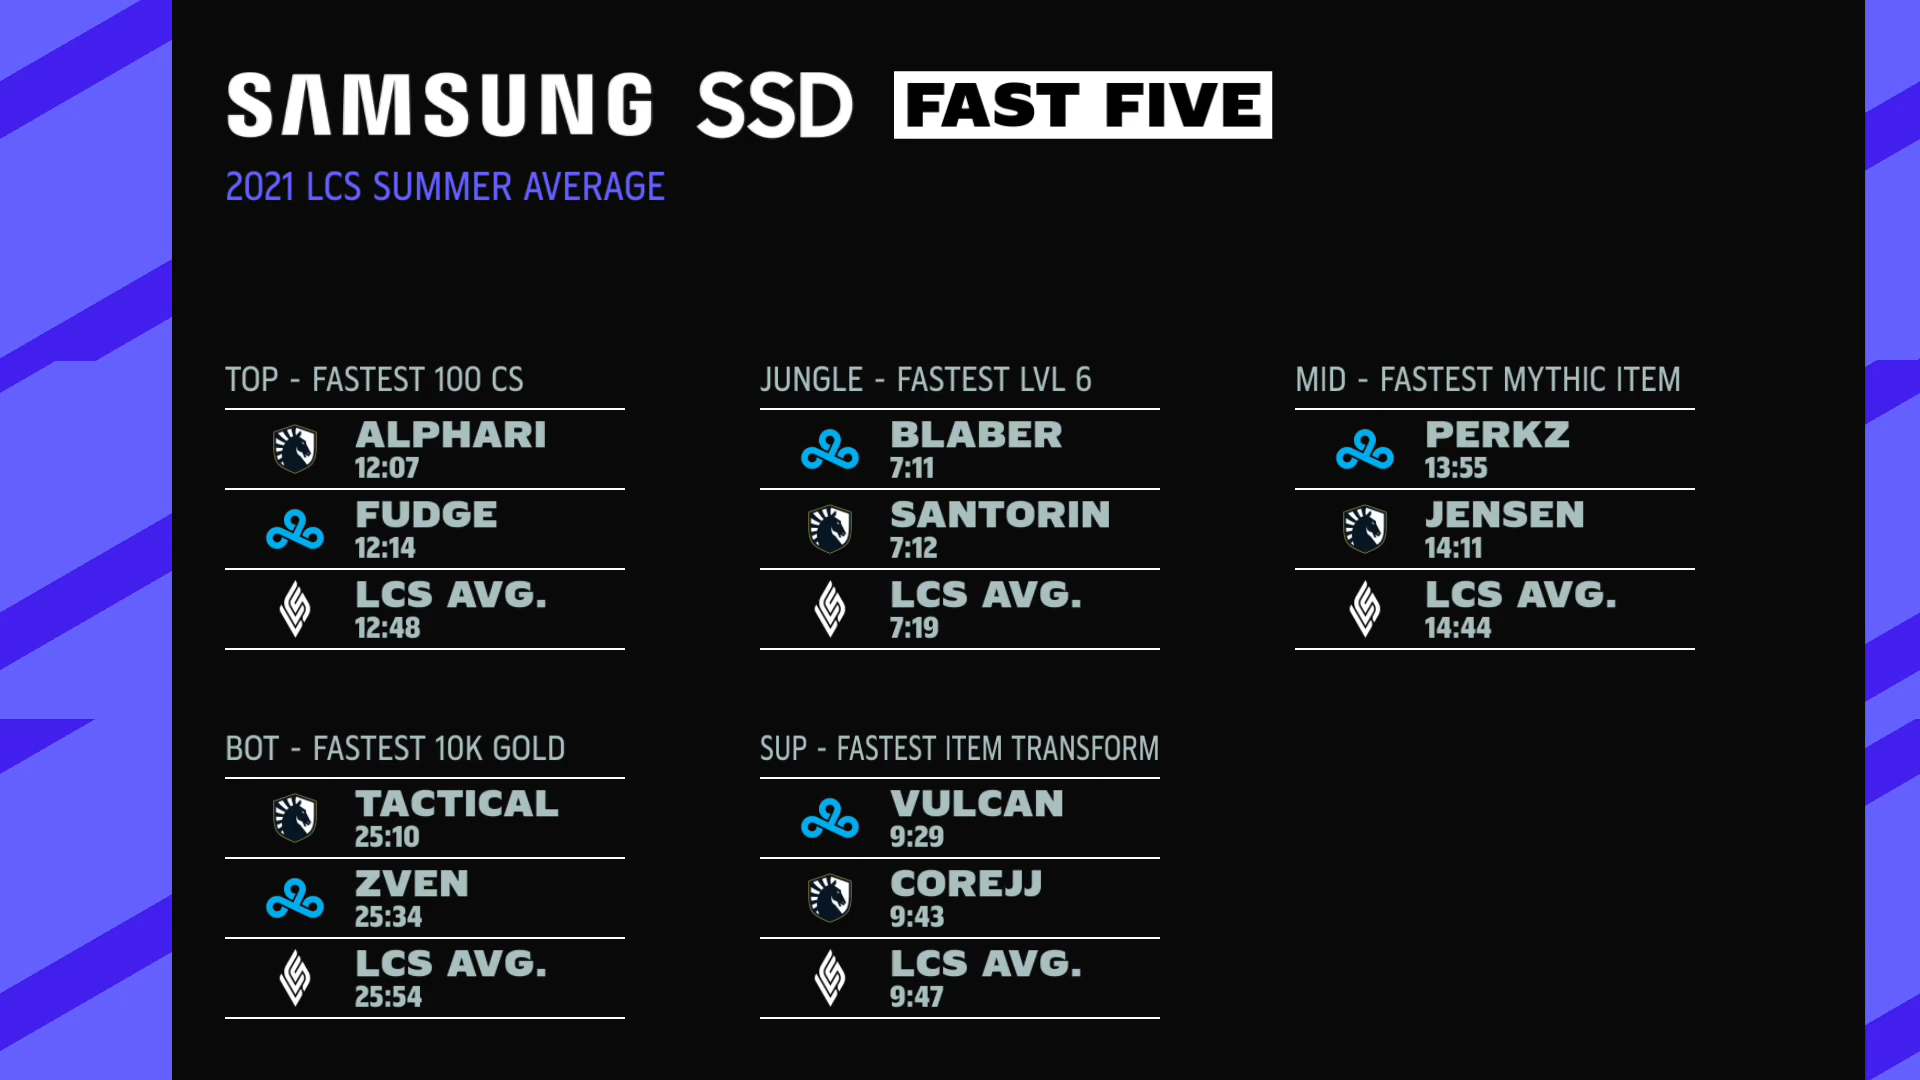 SAMSUNG SSD FAST FIVE
2021 LCS SUMMER AVERAGE
TOP - FASTEST 100 CS
ALPHARI
12:07
FUDGE
12:14
LCS AVG.
12:48
JUNGLE - FASTEST LVL 6
BLABER
7:11
SANTORIN
7:12
LCS AVG.
7:19
MID - FASTEST MYTHIC ITEM
PERKZ
13:55
JENSEN
14:11
LCS AVG.
14:44
BOT - FASTEST 10K GOLD
TACTICAL
25:10
ZVEN
25:34
LCS AVG.
25:54
SUP - FASTEST ITEM TRANSFORM
VULCAN
9:29
COREJJ
9:43
LCS AVG.
9:47